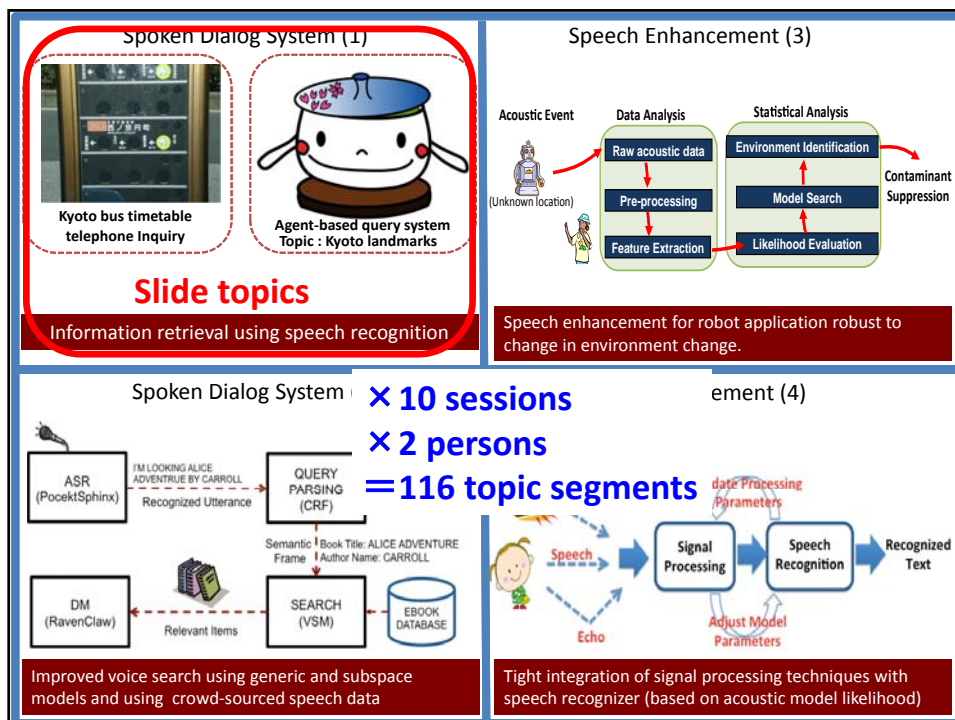 Spoken Dialog System (1)
Kyoto bus timetable
telephone Inquiry
Agent-based query system
Topic : Kyoto landmarks
Slide topics
Information retrieval using speech recognition
Speech Enhancement (3)
Acoustic Event
Data Analysis
Statistical Analysis
Raw acoustic data
Environment Identification
(Unknown location)
Pre-processing
Model Search
Contaminant
Suppression
Feature Extraction
Likelihood Evaluation
Speech enhancement for robot application robust to
change in environment change.
Spoken Dialog System (
×10 sessions
×2 persons
＝116 topic segments
ASR
(PocektSphinx)
I'M LOOKING ALICE
ADVENTRUE BY CARROLL
Recognized Utterance
QUERY
PARSING
(CRF)
Semantic
Frame
Book Title: ALICE ADVENTURE
Author Name: CARROLL
DM
(RavenClaw)
Relevant Items
SEARCH
(VSM)
EBOOK
DATABASE
Improved voice search using generic and subspace
models and using crowd-sourced speech data
ement (4)
date Processing
Parameters
Speech
Signal
Processing
Speech
Recognition
Recognized
Text
Echo
Adjust Model
Parameters
Tight integration of signal processing techniques with
speech recognizer (based on acoustic model likelihood)